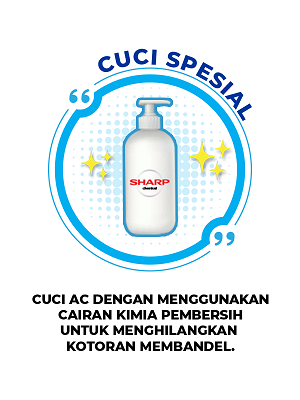 CUCI SPESIAL
SHARP
chemical
CUCI AC DENGAN MENGGUNAKAN
CAIRAN KIMIA PEMBERSIH
UNTUK MENGHILANGKAN
KOTORAN MEMBANDEL.